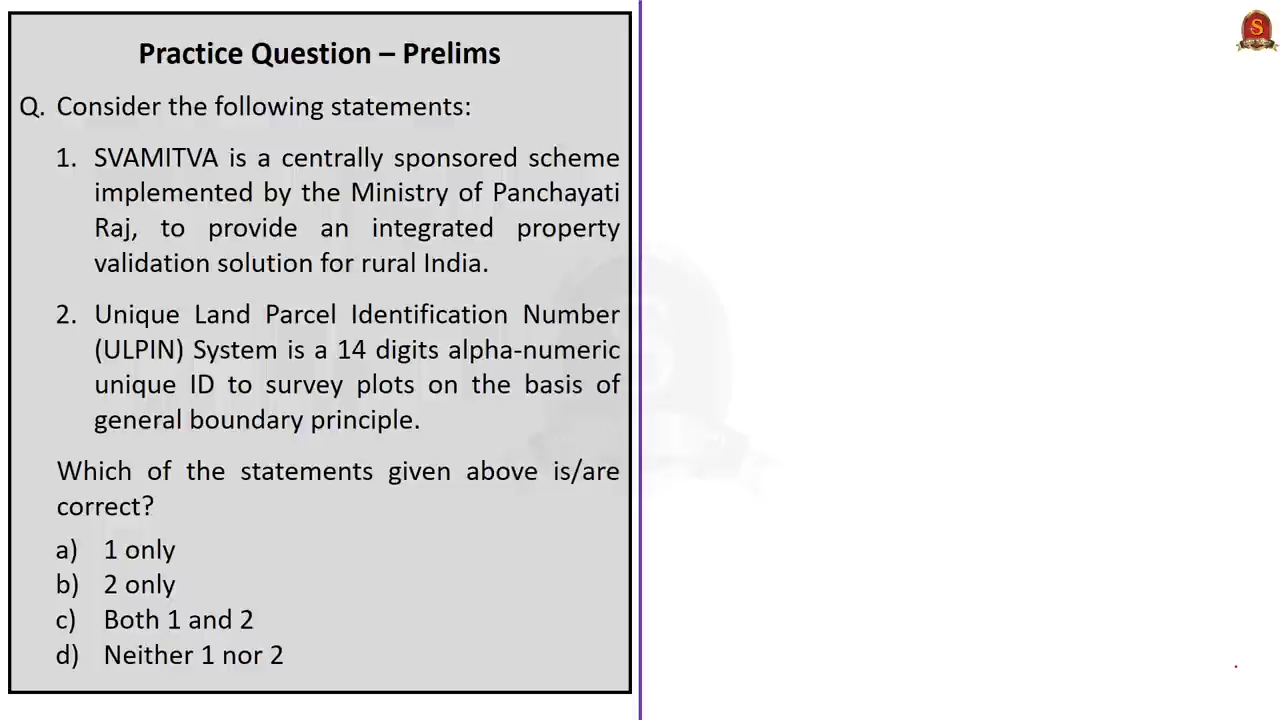 Practice Question – Prelims
Q. Consider the following statements:
1. SVAMITVA is a centrally sponsored scheme
implemented by the Ministry of Panchayati
Raj, to provide an integrated property
validation solution for rural India.
2. Unique Land Parcel Identification Number
(ULPIN) System is a 14 digits alpha-numeric
unique ID to survey plots on the basis of
general boundary principle.
Which of the statements given above is/are
correct?
a) 1 only
b) 2 only
c) Both 1 and 2
d) Neither 1 nor 2
S